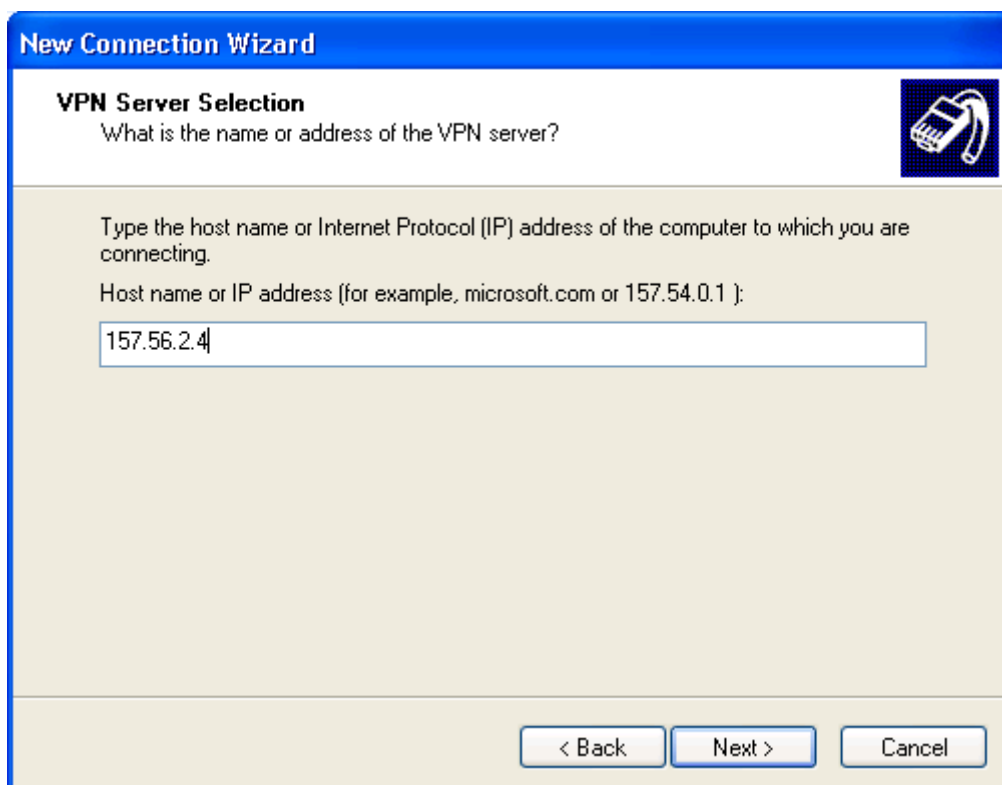 New Connection Wizard
VPN Server Selection
What is the name or address of the VPN server?
Type the host name or Internet Protocol (IP) address of the computer to which you are
connecting.
Host name or IP address (for example, microsoft.com or 157.54.0.1 ):
157.56.2.4
< Back
Next >
Cancel